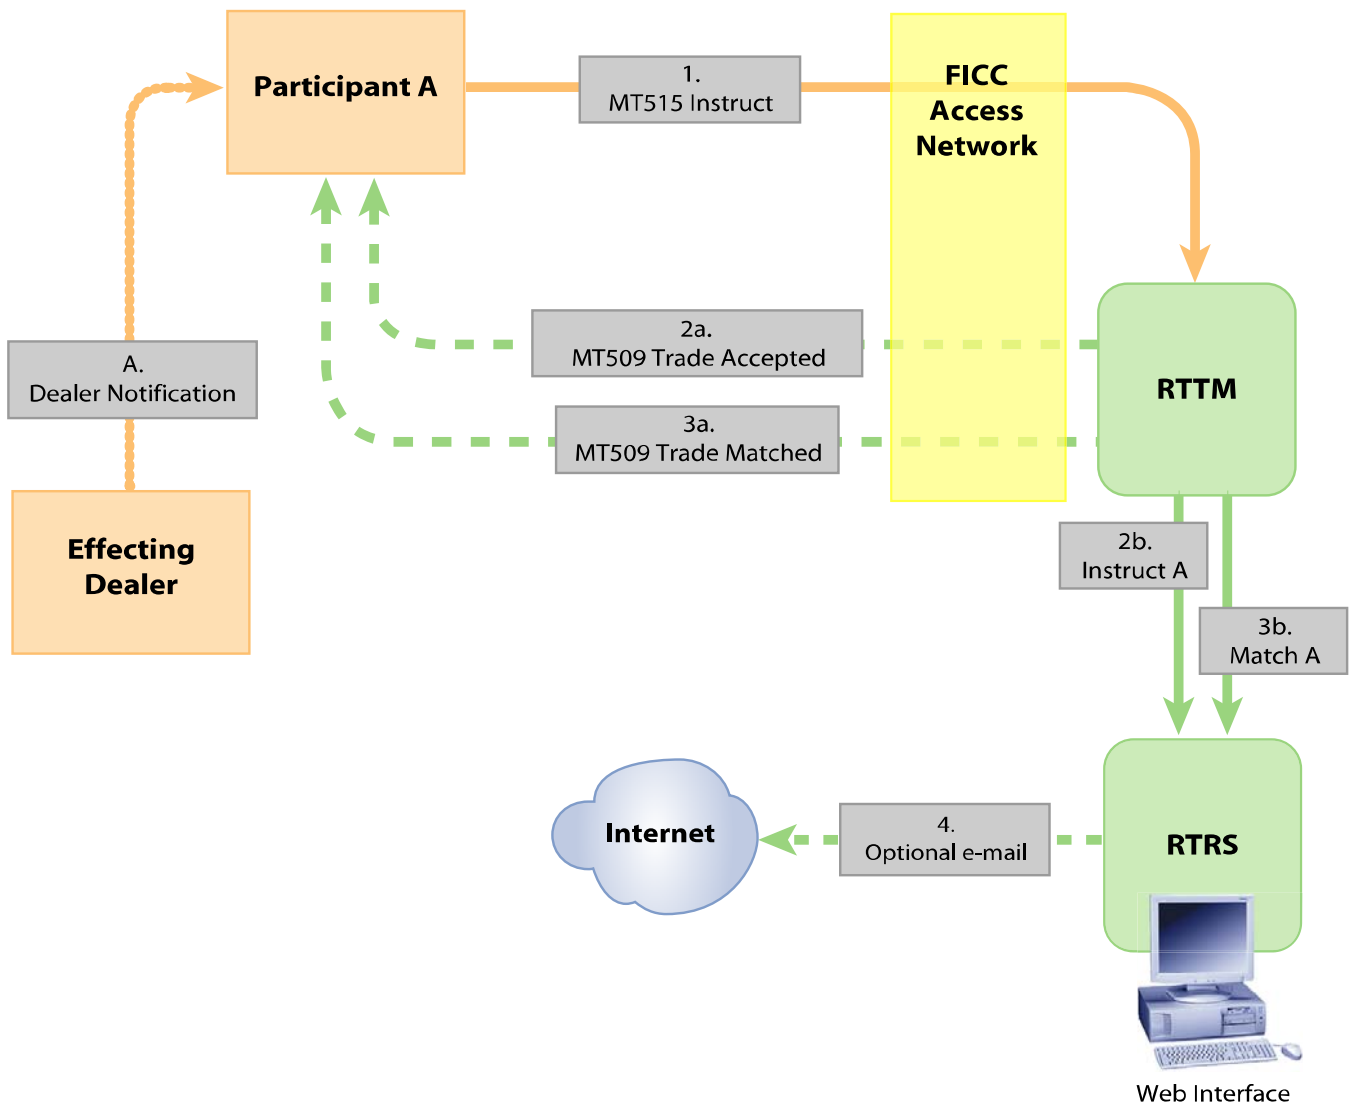 Participant A
1.
MT515 Instruct
FICC
Access
Network
2a.
MT509 Trade Accepted
A.
Dealer Notification
RTTM
3a.
MT509 Trade Matched
Effecting
Dealer
2b.
Instruct A
3b.
Match A
Internet
4.
Optional e-mail
RTRS
Web Interface